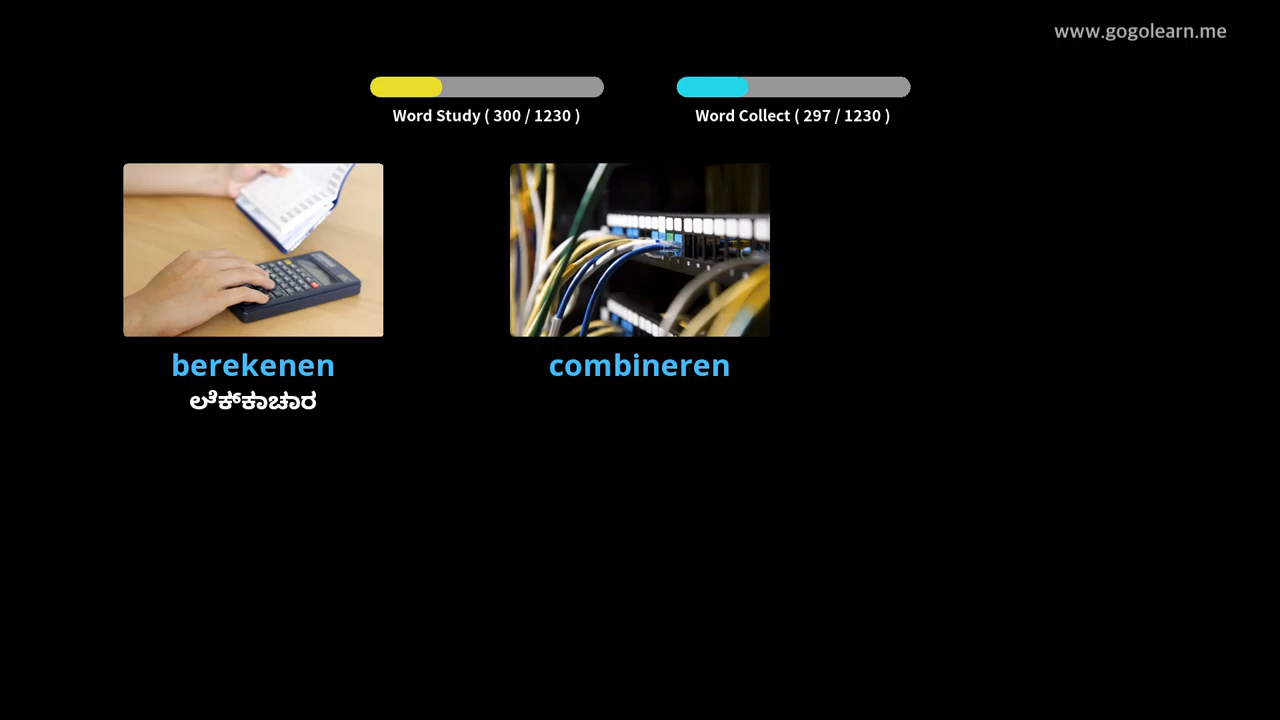 www.gogolearn.me
Word Study ( 300 / 1230 )
Word Collect ( 297 / 1230 )
berekenen
combineren
ಲೆಕ್ಕಾಚಾರ